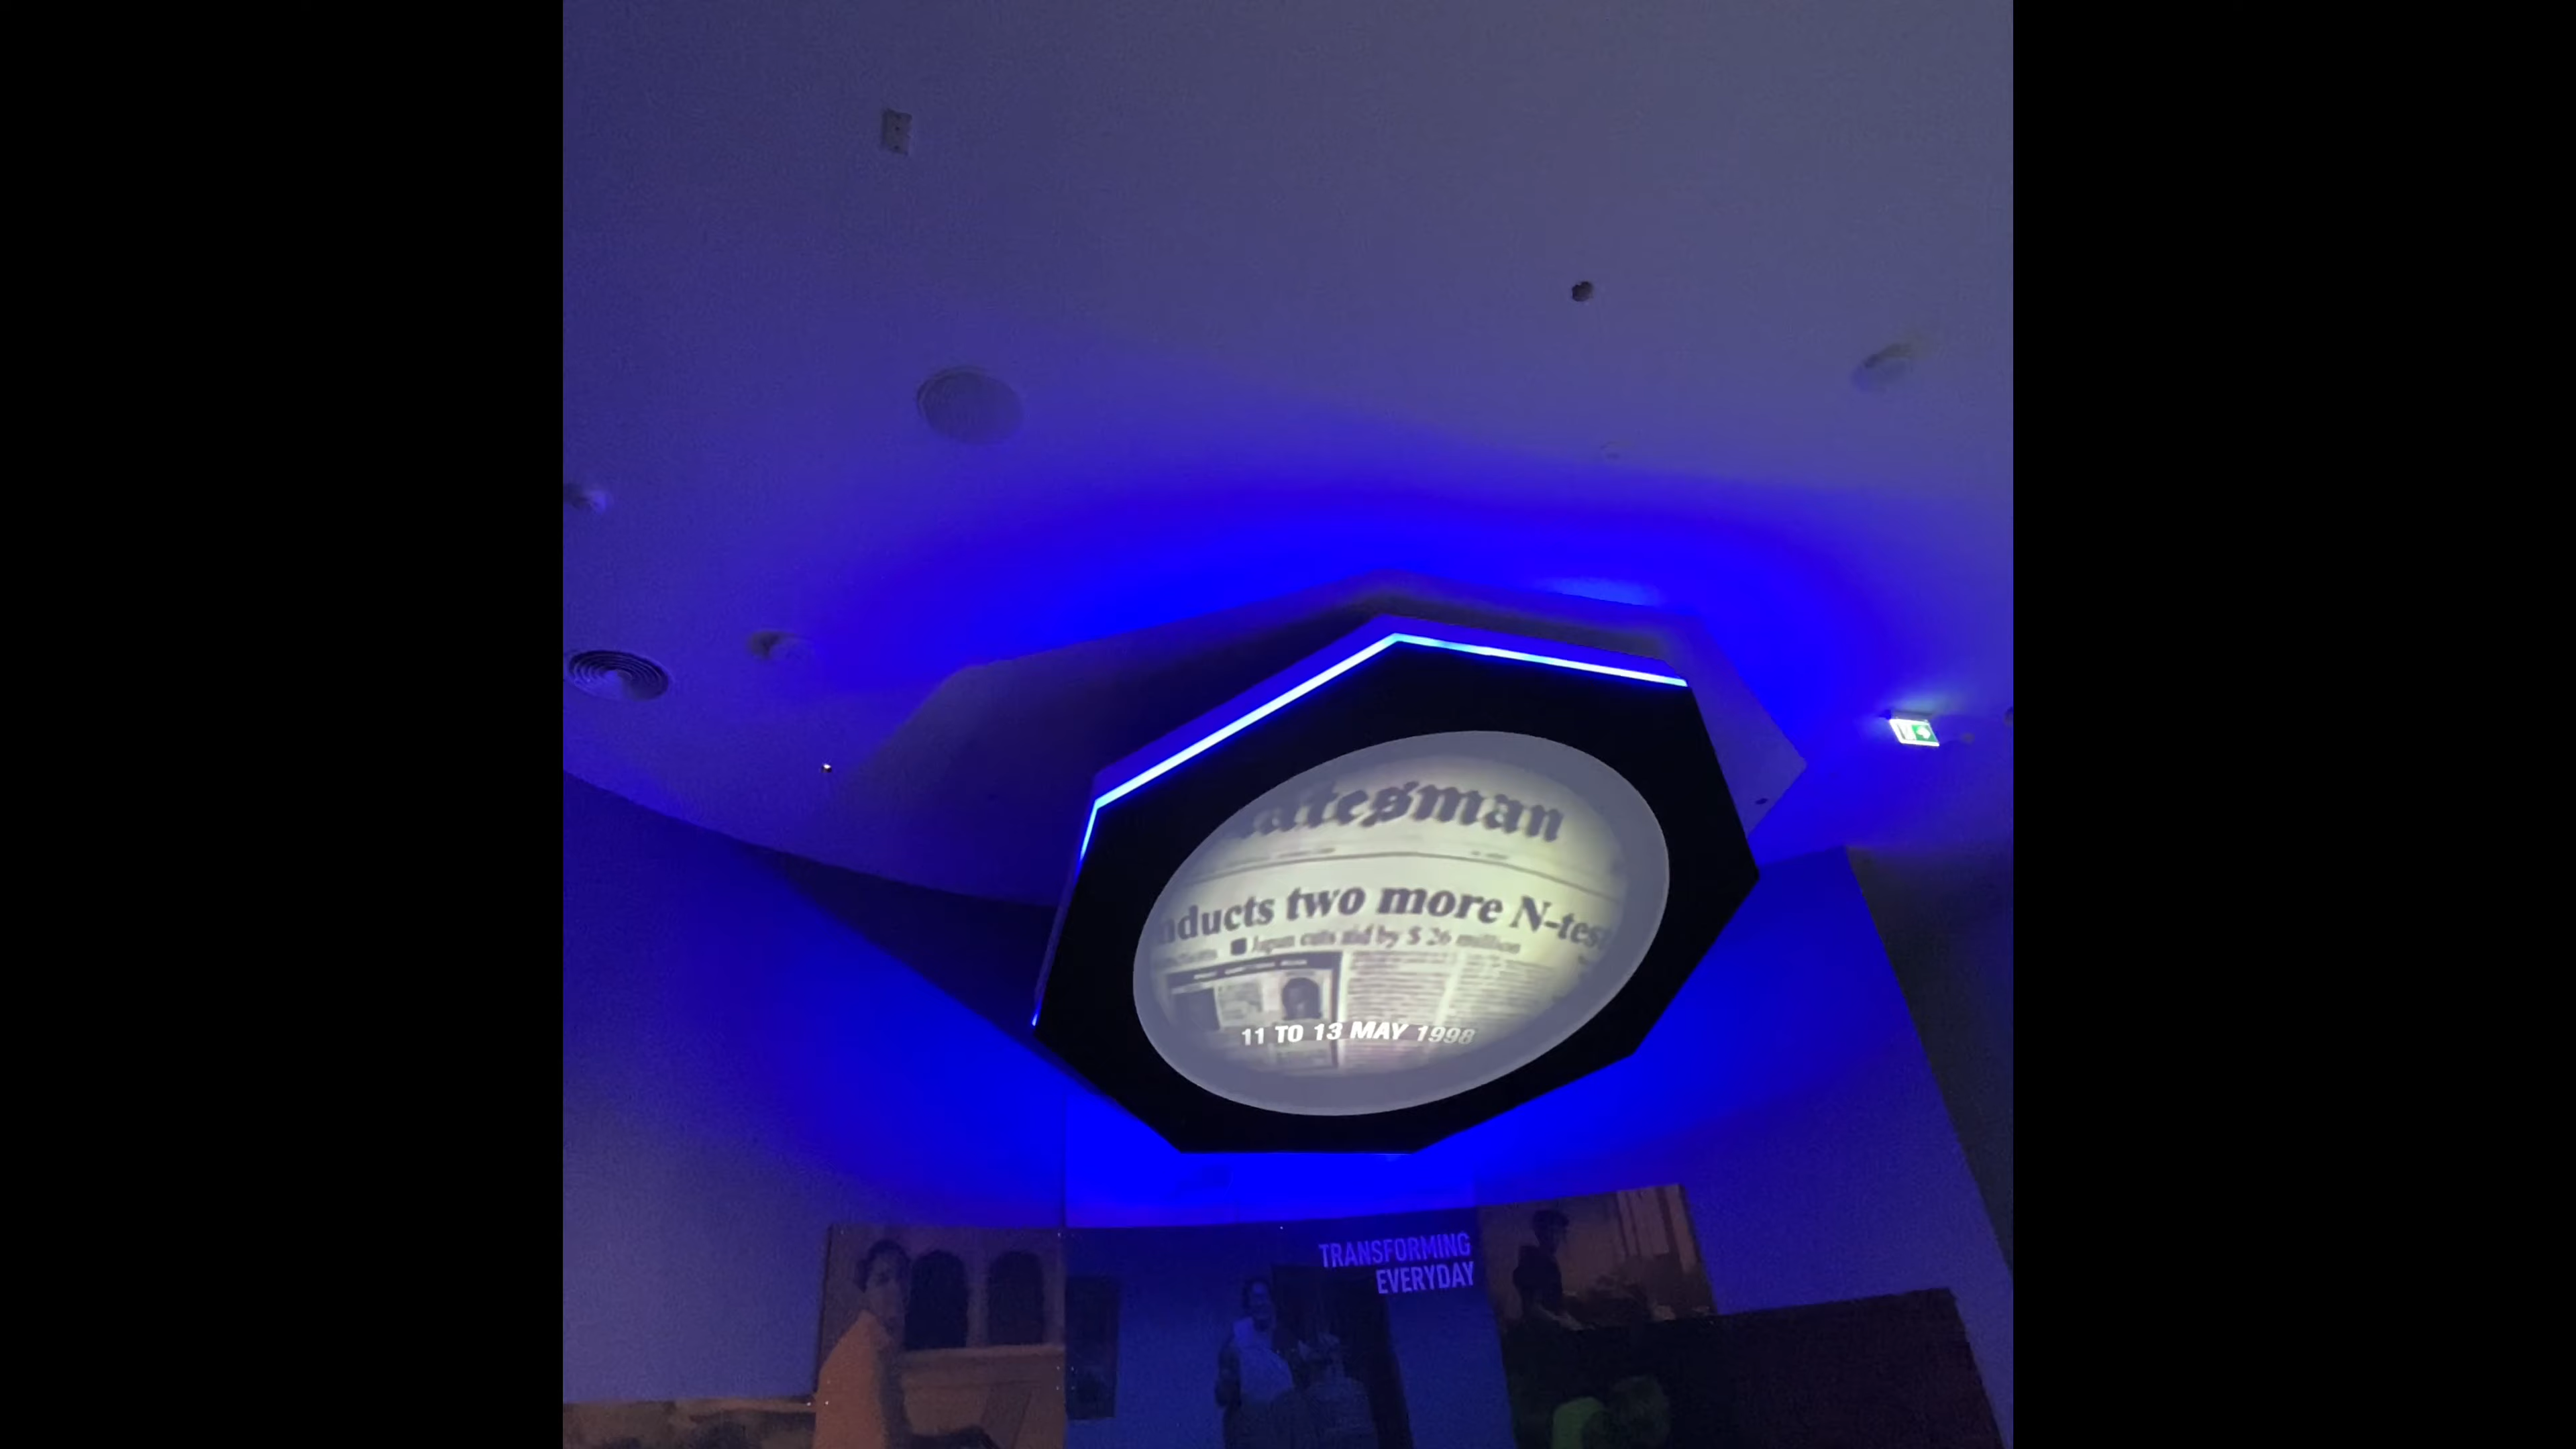 atesman
nducts two more N-tes
Japan cuts aid by $ 26 million
11 TO 13 MAY 1998
TRANSFORMING
EVERYDAY